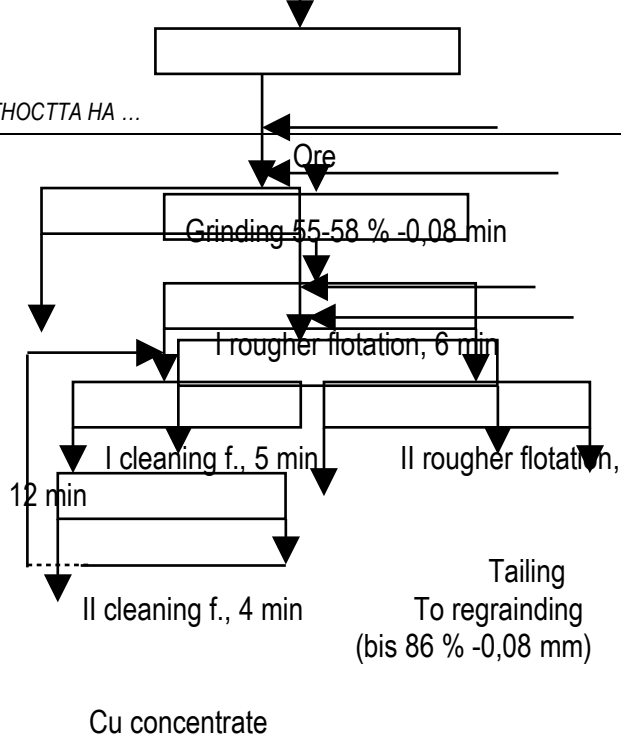 НОСТТА НА ...
Ore
Grinding 55-58 % -0,08 min
I rougher flotation, 6 min
I cleaning f., 5 min II rougher flotation,
12 min
Tailing
II cleaning f., 4 min To regrainding
(bis 86 % -0,08 mm)
Cu concentrate